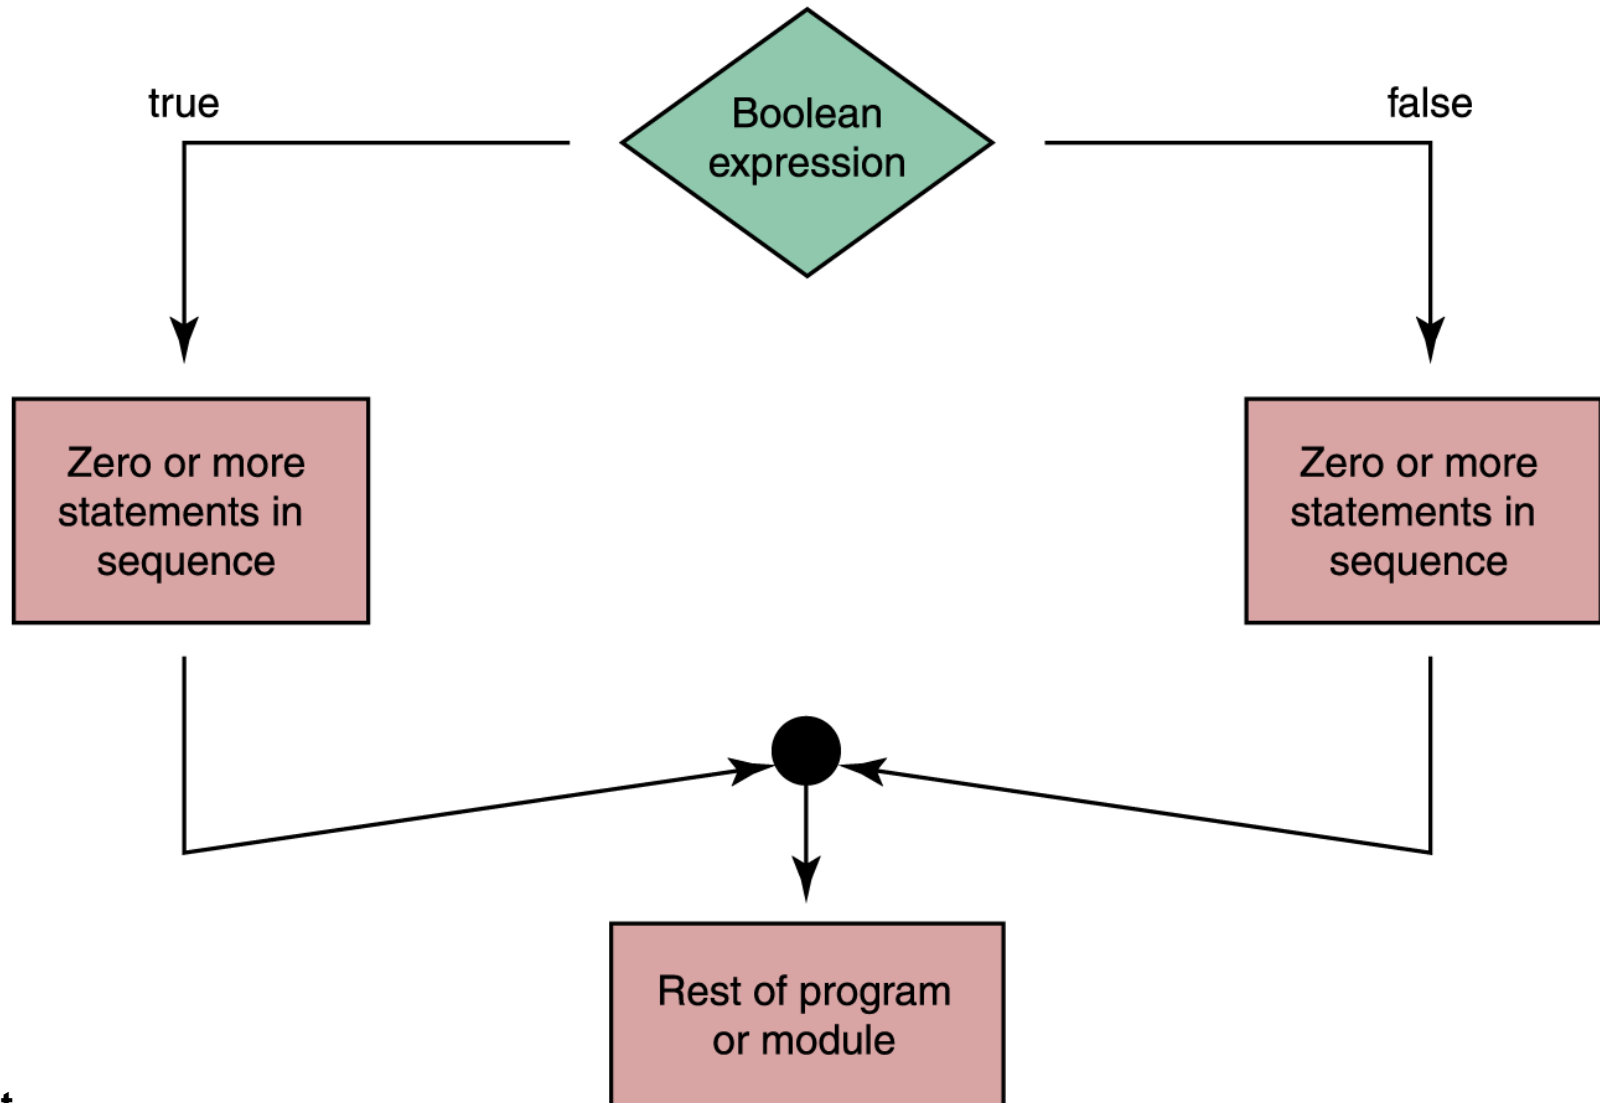 true
Boolean
expression
false
Zero or more
statements in
sequence
Zero or more
statements in
sequence
Rest of program
or module